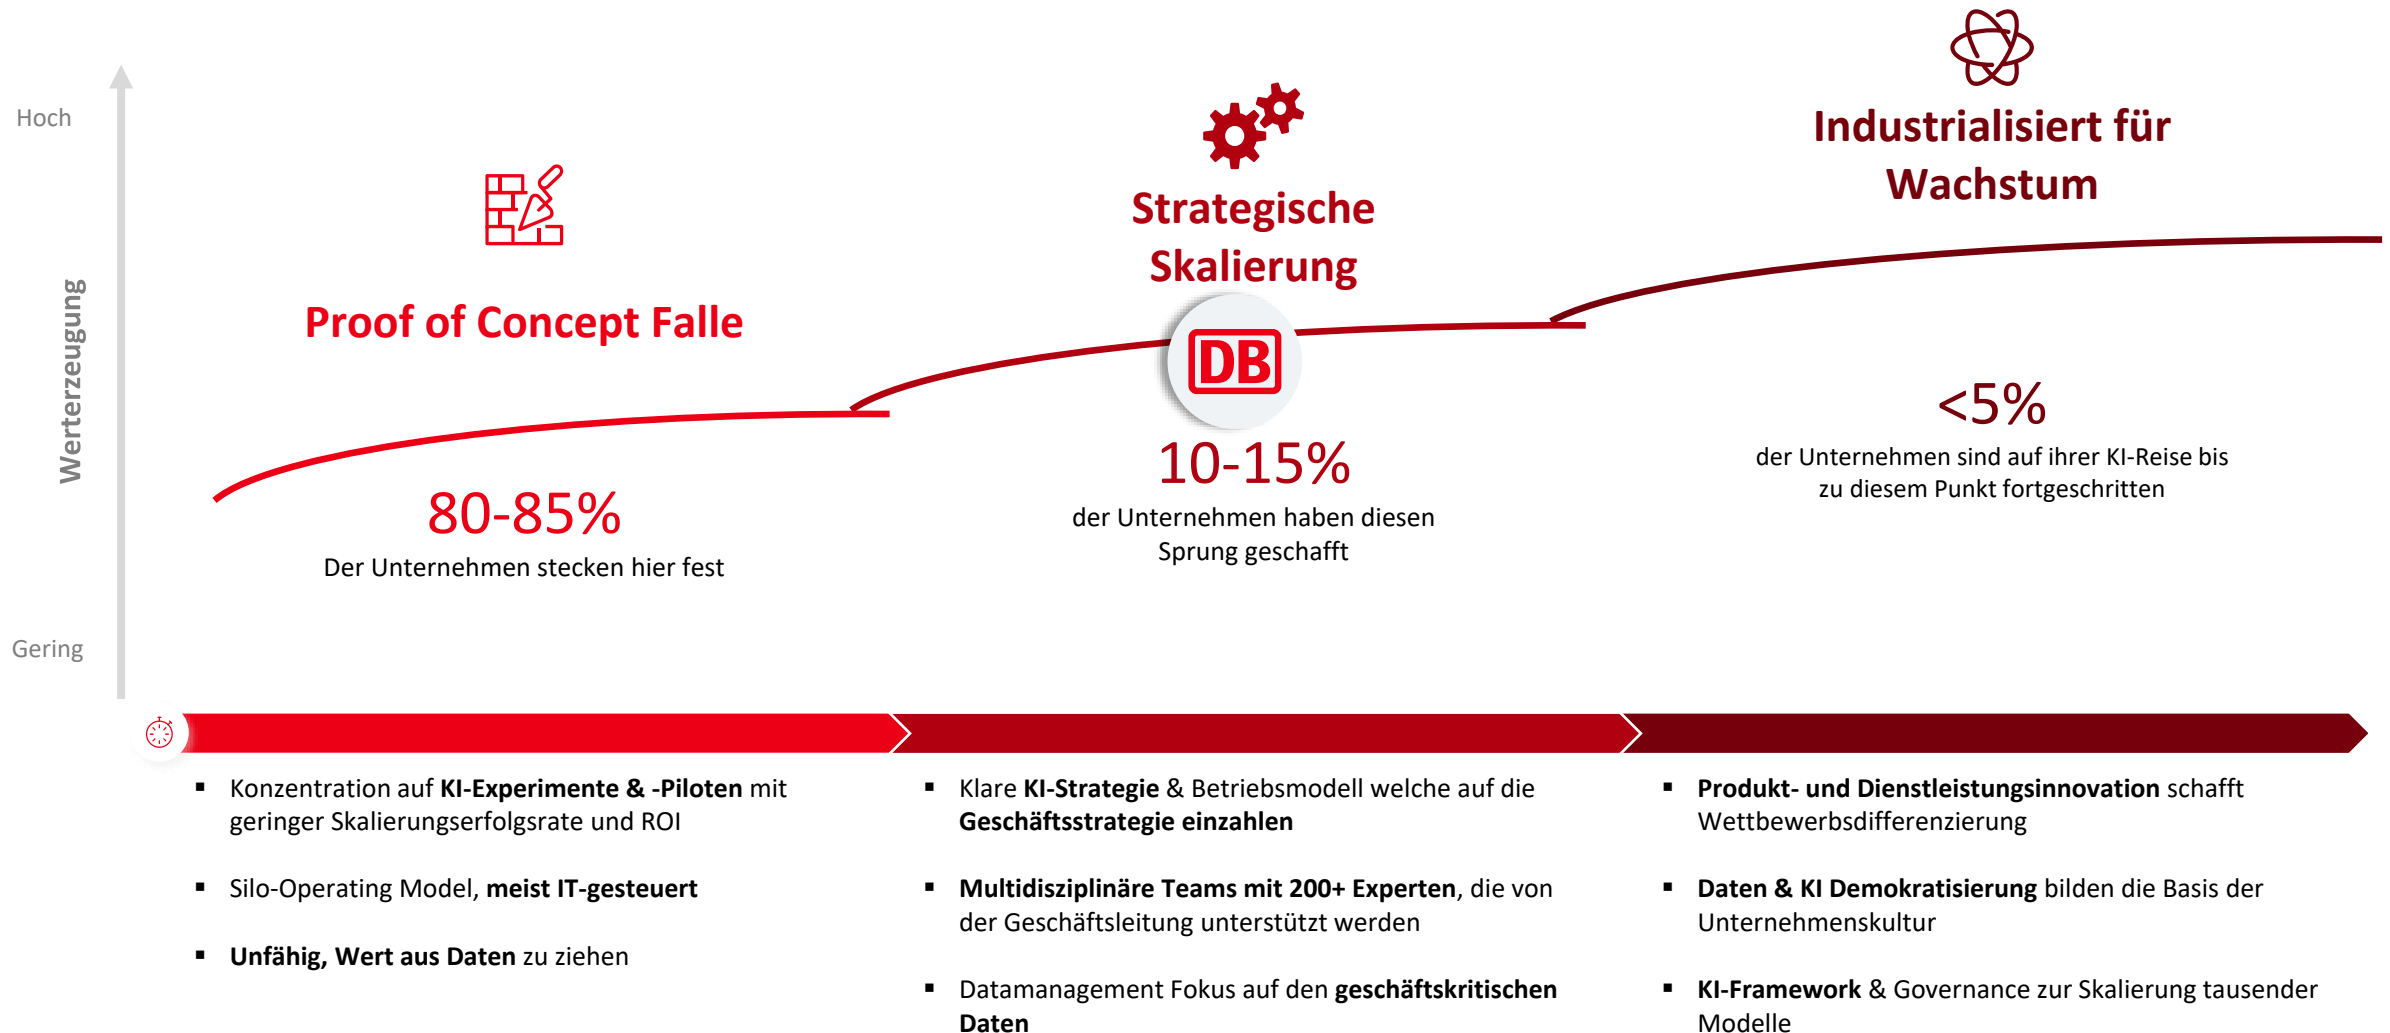 Hoch
Werterzeugung
Gering
Proof of Concept Falle
80-85%
Der Unternehmen stecken hier fest
Strategische
Skalierung
DB
10-15%
der Unternehmen haben diesen
Sprung geschafft
Industrialisiert für
Wachstum
<5%
der Unternehmen sind auf ihrer KI-Reise bis
zu diesem Punkt fortgeschritten
▪ Konzentration auf KI-Experimente & -Piloten mit
geringer Skalierungserfolgsrate und ROI
▪ Silo-Operating Model, meist IT-gesteuert
▪ Unfähig, Wert aus Daten zu ziehen
▪ Klare KI-Strategie & Betriebsmodell welche auf die
Geschäftsstrategie einzahlen
▪ Multidisziplinäre Teams mit 200+ Experten, die von
der Geschäftsleitung unterstützt werden
▪ Datamanagement Fokus auf den geschäftskritischen
Daten
▪ Produkt- und Dienstleistungsinnovation schafft
Wettbewerbsdifferenzierung
▪ Daten & KI Demokratisierung bilden die Basis der
Unternehmenskultur
▪ KI-Framework & Governance zur Skalierung tausender
Modelle